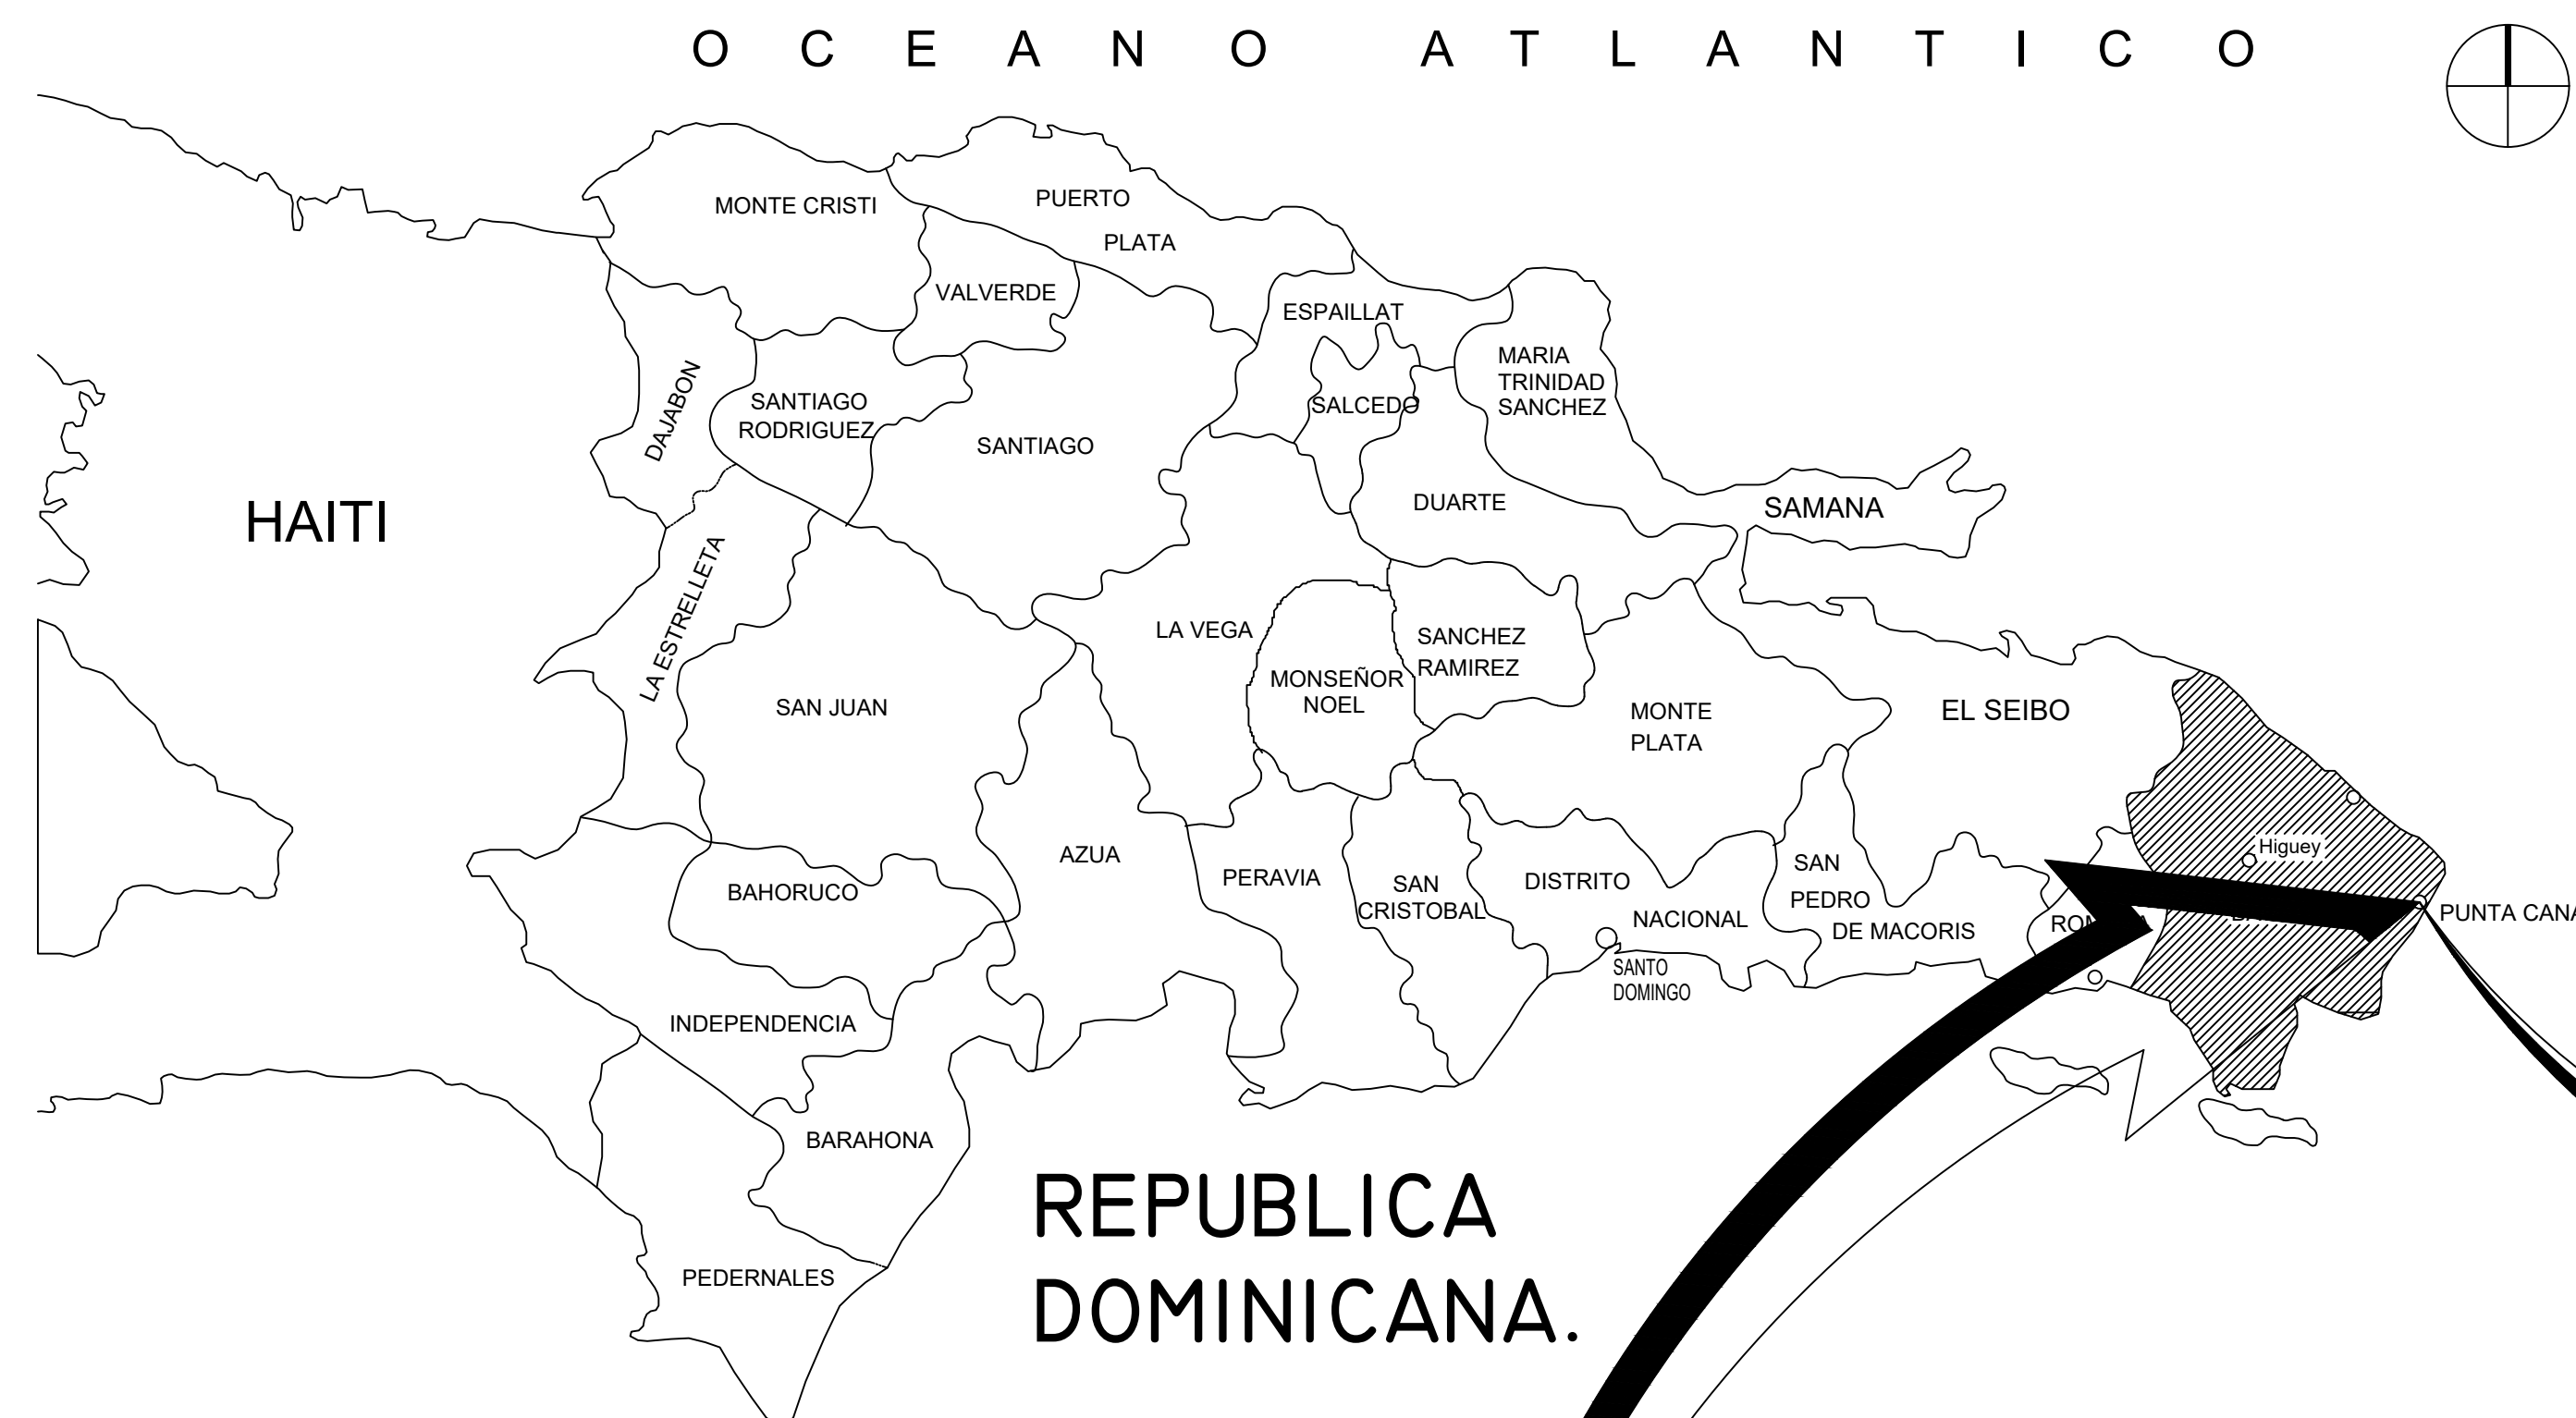 OCEANO ATLANTICO
MONTE CRISTI
PUERTO
PLATA
VALVERDE
ESPAILLAT
MARIA
TRINIDAD
SANCHEZ
DAJABON
SANTIAGO
RODRIGUEZ
SALCEDO
SANTIAGO
HAITI
DUARTE
SAMANA
LA ESTRELLETA
LA VEGA
SANCHEZ
RAMIREZ
MONSEÑOR
NOEL
SAN JUAN
MONTE
PLATA
EL SEIBO
Higuey
AZUA
PERAVIA
SAN
CRISTOBAL
DISTRITO
NACIONAL
SAN
PEDRO
DE MACORIS
BAHORUCO
PUNTA CANA
SANTO
DOMINGO
INDEPENDENCIA
BARAHONA
PEDERNALES
REPUBLICA
DOMINICANA.